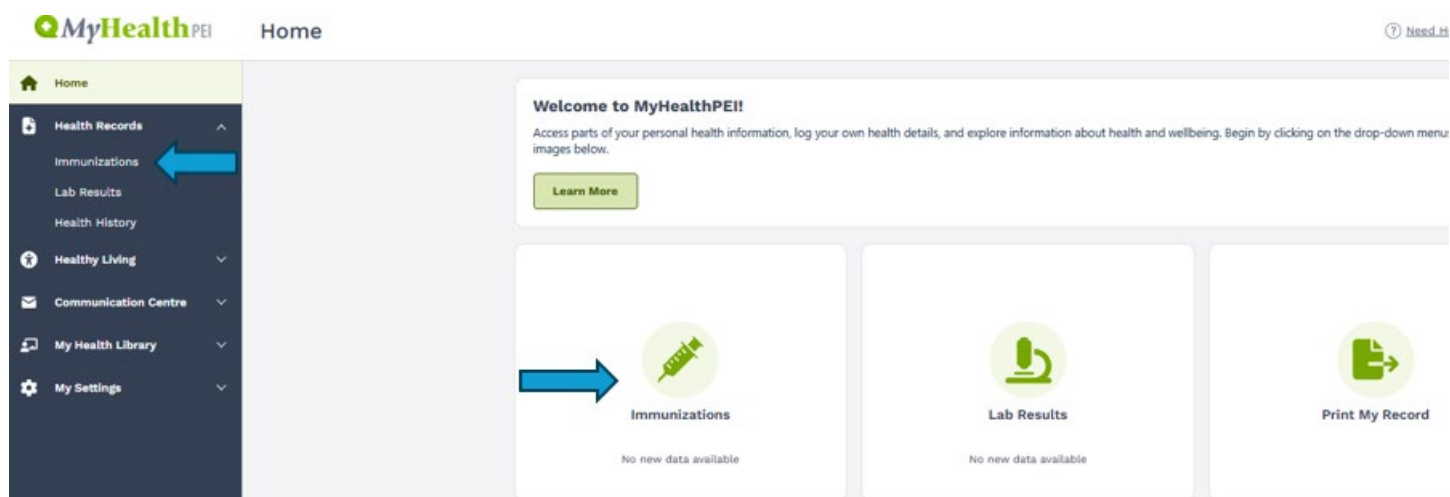 MyHealth PEI
Home
Need
Home
Health Records
Immunizations
Lab Results
Health History
Healthy Living
Communication Centre
My Health Library
My Settings
Welcome to MyHealthPEI!
Access parts of your personal health information, log your own health details, and explore information about health and wellbeing. Begin by clicking on the drop-down menu
images below.
Learn More
Immunizations
No new data available
Lab Results
No new data available
Print My Record